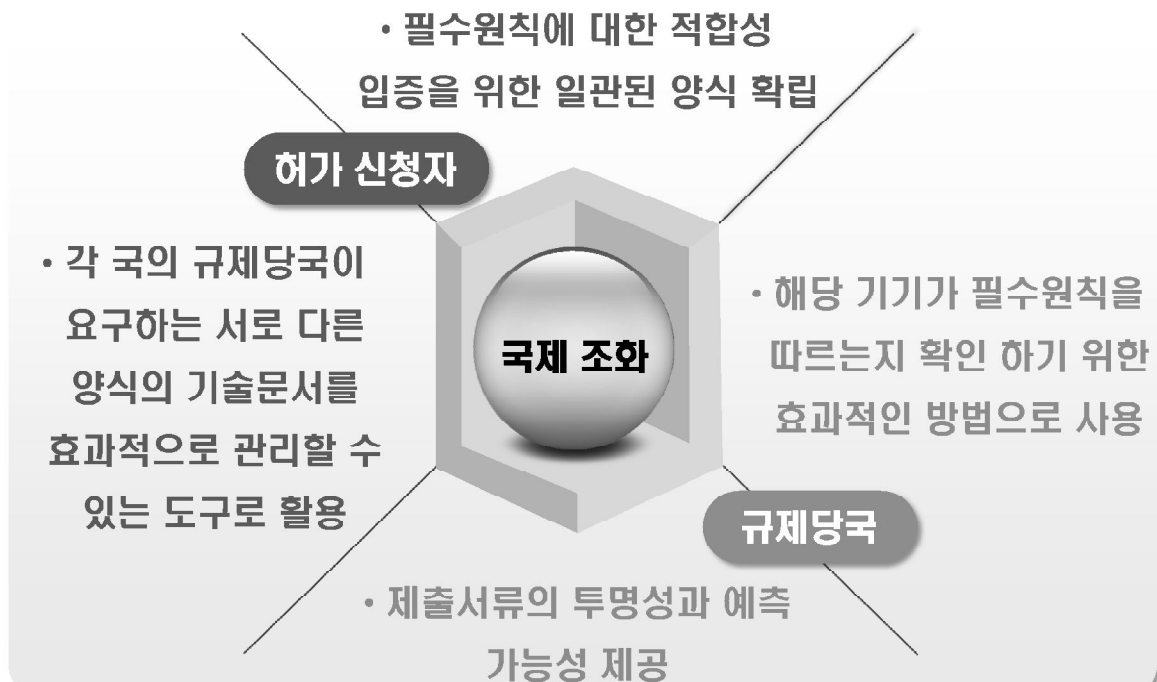 • 필수원칙에 대한 적합성
입증을 위한 일관된 양식 확립
허가 신청자
• 각 국의 규제당국이
요구하는 서로 다른
양식의 기술문서를
효과적으로 관리할 수
있는 도구로 활용
국제 조화
• 해당 기기가 필수원칙을
따르는지 확인 하기 위한
효과적인 방법으로 사용
규제당국
• 제출서류의 투명성과 예측
가능성 제공